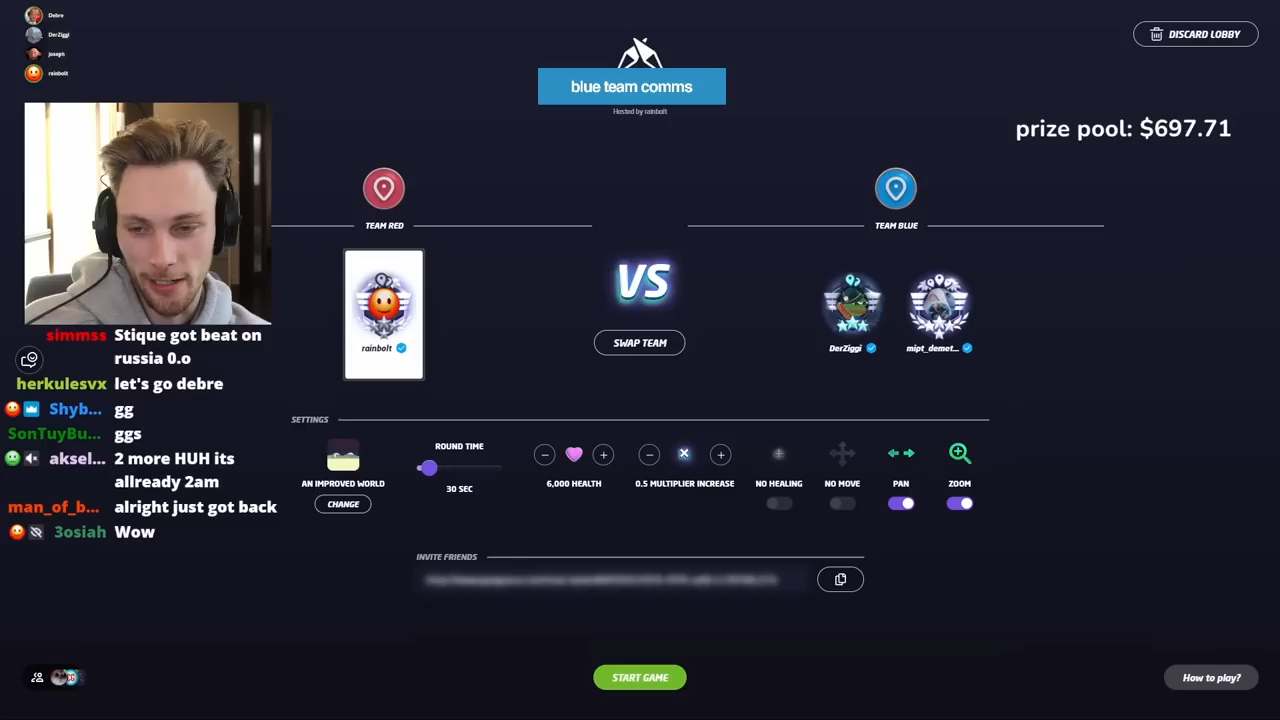 Debre
DerZiggi
joseph
rainbolt
DISCARD LOBBY
blue team comms
Hosted by rainbolt
prize pool: $697.71
TEAM RED
TEAM BLUE
VS
rainbolt
SWAP TEAM
DerZiggi
mipt_demet...
simmss Stique got beat on
russia 0.o
herkulesvx let's go debre
Shyb... gg
SonTuyBu... ggs
aksel... 2 more HUH its
allready 2am
man_of_b... alright just got back
3osiah Wow
SETTINGS
AN IMPROVED WORLD
CHANGE
ROUND TIME
30 SEC
6,000 HEALTH
0.5 MULTIPLIER INCREASE
NO HEALING
NO MOVE
PAN
ZOOM
INVITE FRIENDS
START GAME
How to play?